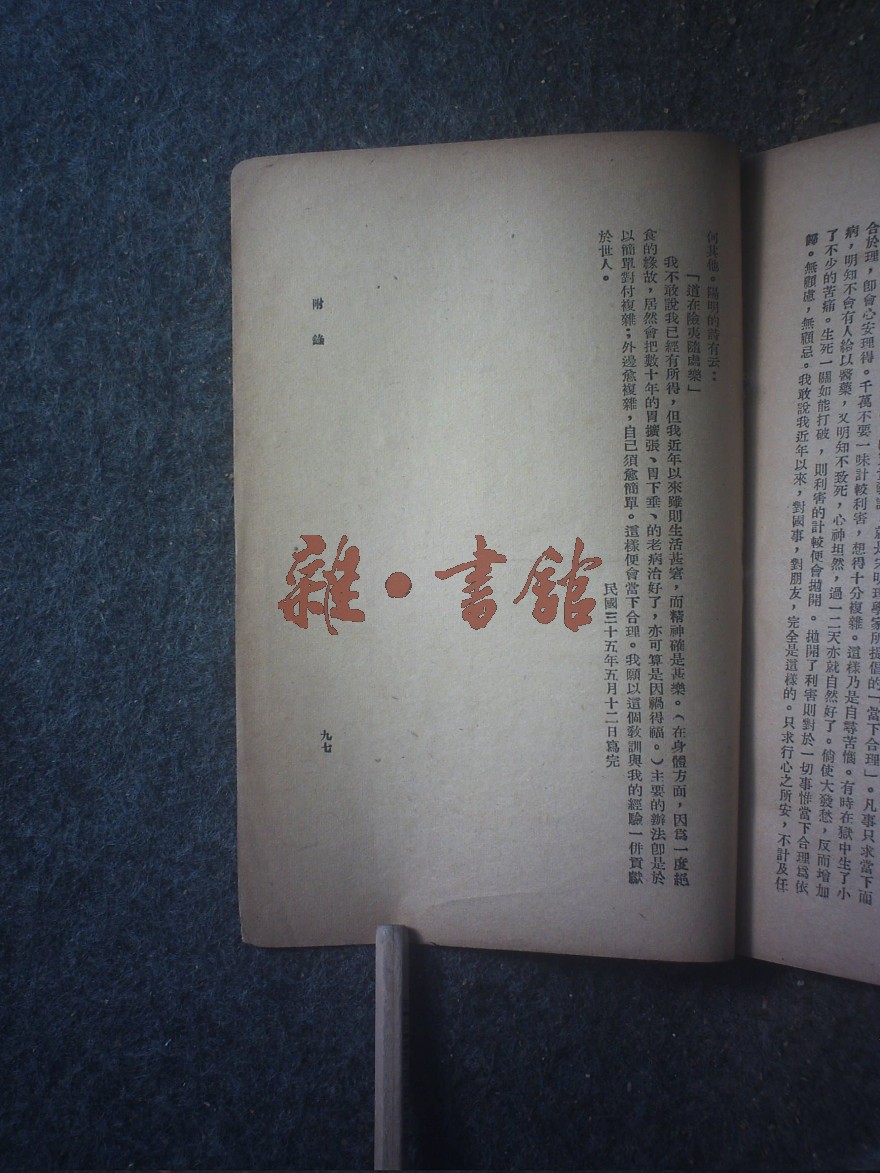 合於理，卽會心安理得。千萬不要一味計較利害，想得十分複雜。這樣乃是自尋苦惱。有時在獄中生了小
病，明知不會有人給以醫藥，又明知不致死，心神坦然，過一二天亦就自然好了。倘使大發愁，反而增加
了不少的苦痛。生死一關如能打破，則利害的計較便會拋開。拋開了利害則對於一切事惟當下合理爲依
歸。無顧慮，無顧忌。我敢說我近年以來，對國事，對朋友，完全是這樣的。只求行心之所安，不計及任
何其他。陽明的詩有云：
「道在險夷隨處樂」
我不敢說我已經有所得，但我近年以來雖則生活甚窘，而精神確是甚樂。（在身體方面，因爲一度絕
食的緣故，居然會把數十年的胃擴張、胃下垂、的老病治好了，亦可算是因禍得福。）主要的辦法卽是於
以簡單對付複雜；外邊愈複雜，自己須愈簡單。這樣便會當下合理。我願以這個敎訓與我的經驗一併貢獻
於世人。
民國三十五年五月十二日寫完
附錄
九七
雜·書館